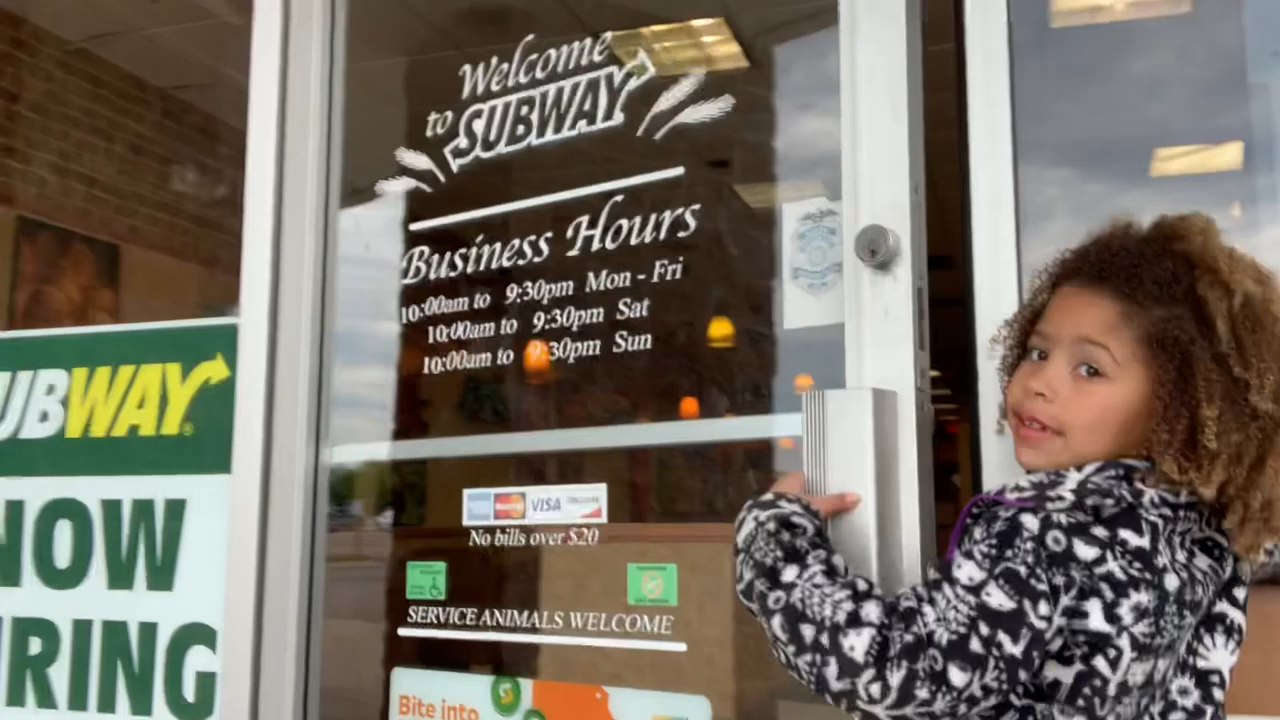 Welcome
to SUBWAY
Business Hours
10:00am to 9:30pm Mon - Fri
10:00am to 9:30pm Sat
10:00am to 9:30pm Sun
UBWAY
NOW
RING
VISA
No bills over $20
SERVICE ANIMALS WELCOME
Bite into